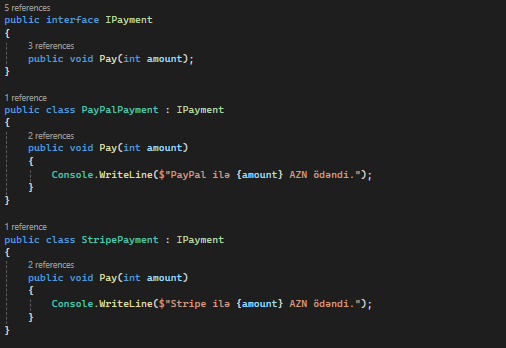 5 references
public interface IPayment
{
3 references
public void Pay(int amount);
}
1 reference
public class PayPalPayment : IPayment
{
2 references
public void Pay(int amount)
{
Console.WriteLine($"PayPal ilə {amount} AZN ödəndi.");
}
}
1 reference
public class StripePayment : IPayment
{
2 references
public void Pay(int amount)
{
Console.WriteLine($"Stripe ilə {amount} AZN ödəndi.");
}
}